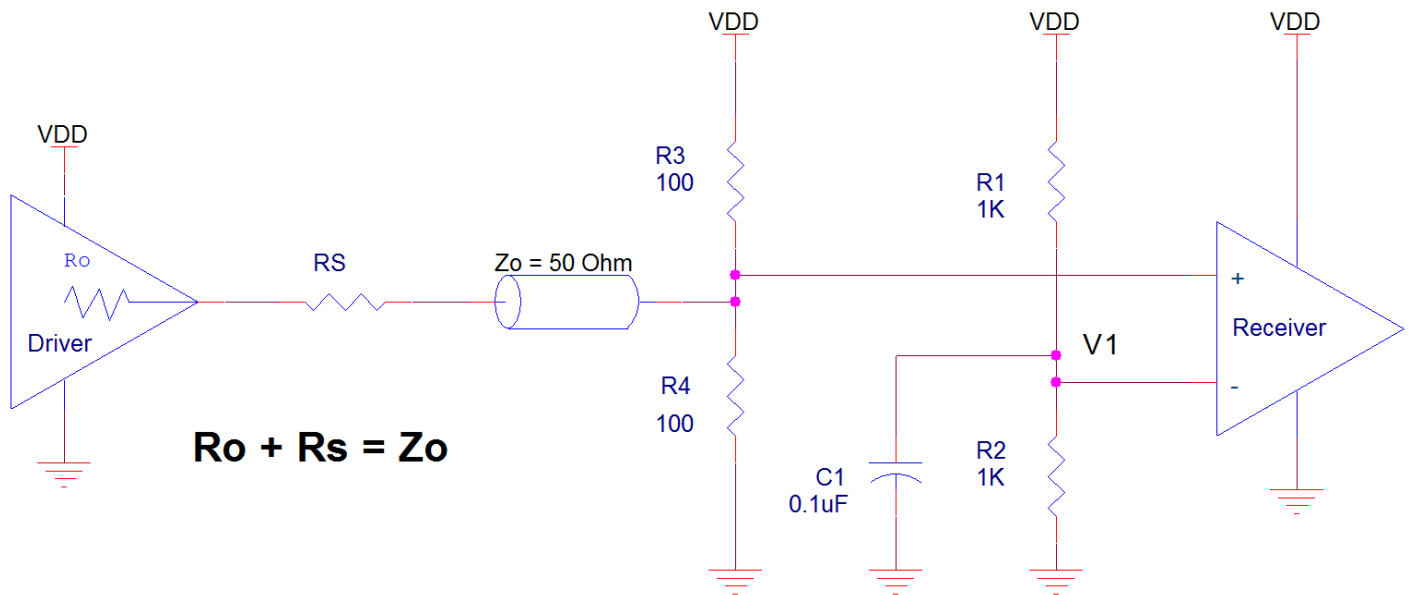 VDD
VDD
VDD
VDD
R3
100
R1
1K
Ro
RS
Zo = 50 Ohm
+
Driver
Receiver
V1
-
R4
100
Ro + Rs = Zo
R2
1K
C1
0.1uF